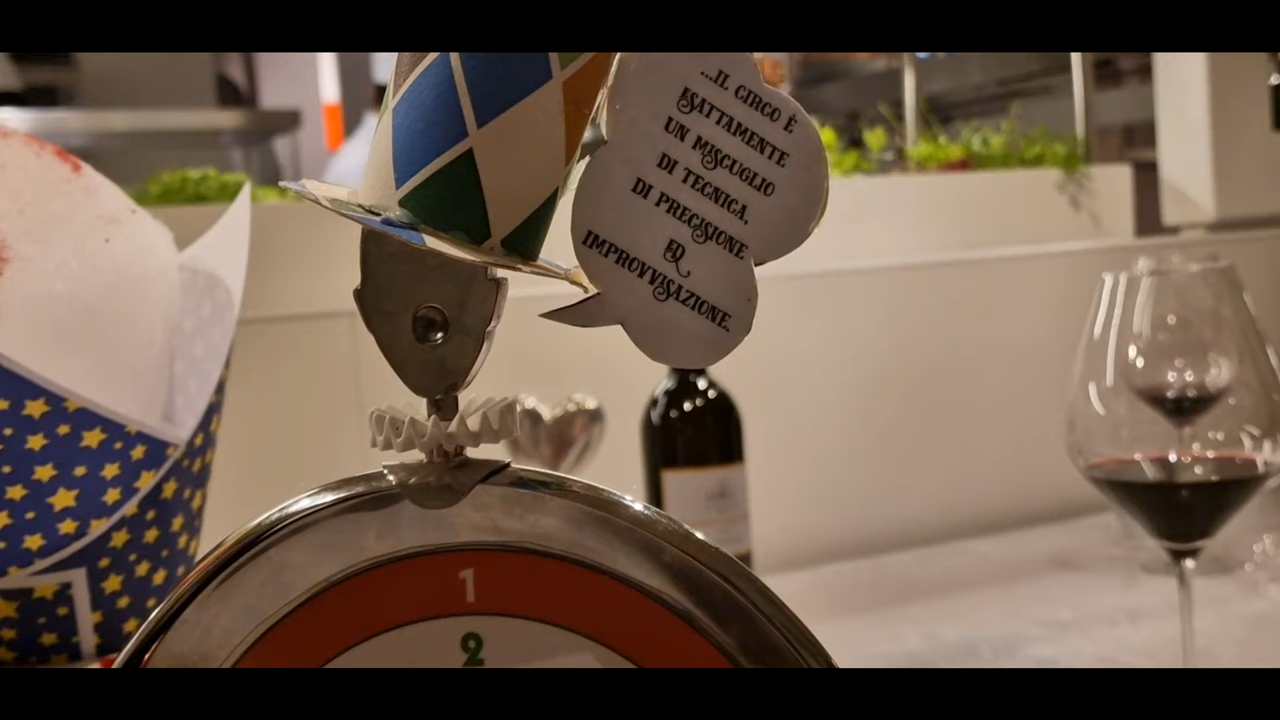 ...IL CIRCO È
ESATTAMENTE
UN MISCUGLIO
DI TECNICA,
DI PRECISIONE
ED
IMPROVVISAZIONE.
1
2